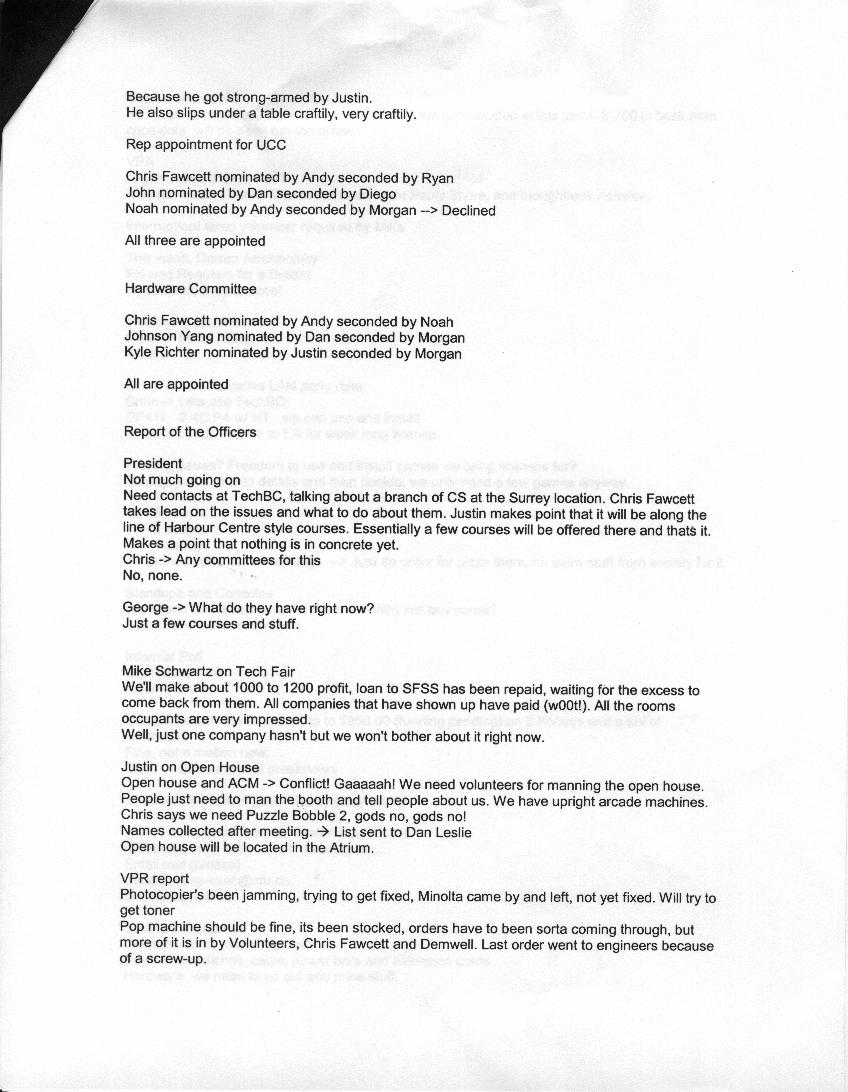 Because he got strong-armed by Justin.
He also slips under a table craftily, very craftily.
Rep appointment for UCC
Chris Fawcett nominated by Andy seconded by Ryan
John nominated by Dan seconded by Diego
Noah nominated by Andy seconded by Morgan --> Declined
All three are appointed
Hardware Committee
Chris Fawcett nominated by Andy seconded by Noah
Johnson Yang nominated by Dan seconded by Morgan
Kyle Richter nominated by Justin seconded by Morgan
All are appointed
Report of the Officers
President
Not much going on
Need contacts at TechBC, talking about a branch of CS at the Surrey location. Chris Fawcett
takes lead on the issues and what to do about them. Justin makes point that it will be along the
line of Harbour Centre style courses. Essentially a few courses will be offered there and thats it.
Makes a point that nothing is in concrete yet.
Chris -> Any committees for this
No, none.
George -> What do they have right now?
Just a few courses and stuff.
Mike Schwartz on Tech Fair
We'll make about 1000 to 1200 profit, loan to SFSS has been repaid, waiting for the excess to
come back from them. All companies that have shown up have paid (w00t!). All the rooms
occupants are very impressed.
Well, just one company hasn't but we won't bother about it right now.
Justin on Open House
Open house and ACM -> Conflict! Gaaaaah! We need volunteers for manning the open house.
People just need to man the booth and tell people about us. We have upright arcade machines.
Chris says we need Puzzle Bobble 2, gods no, gods no!
Names collected after meeting. → List sent to Dan Leslie
Open house will be located in the Atrium.
VPR report
Photocopier's been jamming, trying to get fixed, Minolta came by and left, not yet fixed. Will try to
get toner
Pop machine should be fine, its been stocked, orders have to been sorta coming through, but
more of it is in by Volunteers, Chris Fawcett and Demwell. Last order went to engineers because
of a screw-up.